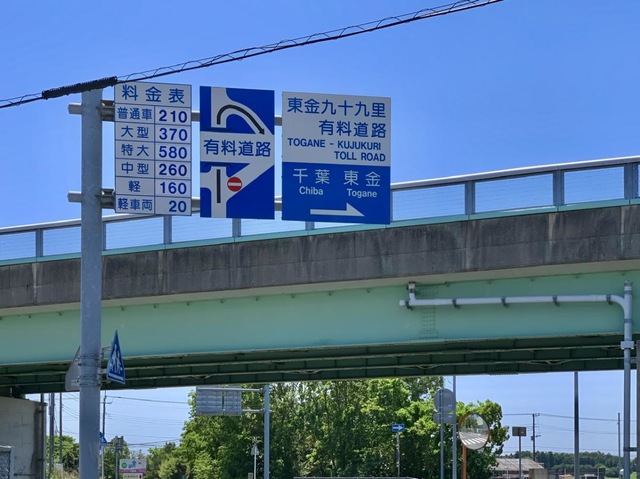 料金表
普通車 210
大型 370
特大 580
中型 260
軽 160
軽車両 20
有料道路
東金九十九里
有料道路
TOGANE - KUJUKURI
TOLL ROAD
千葉 東金
Chiba Togane